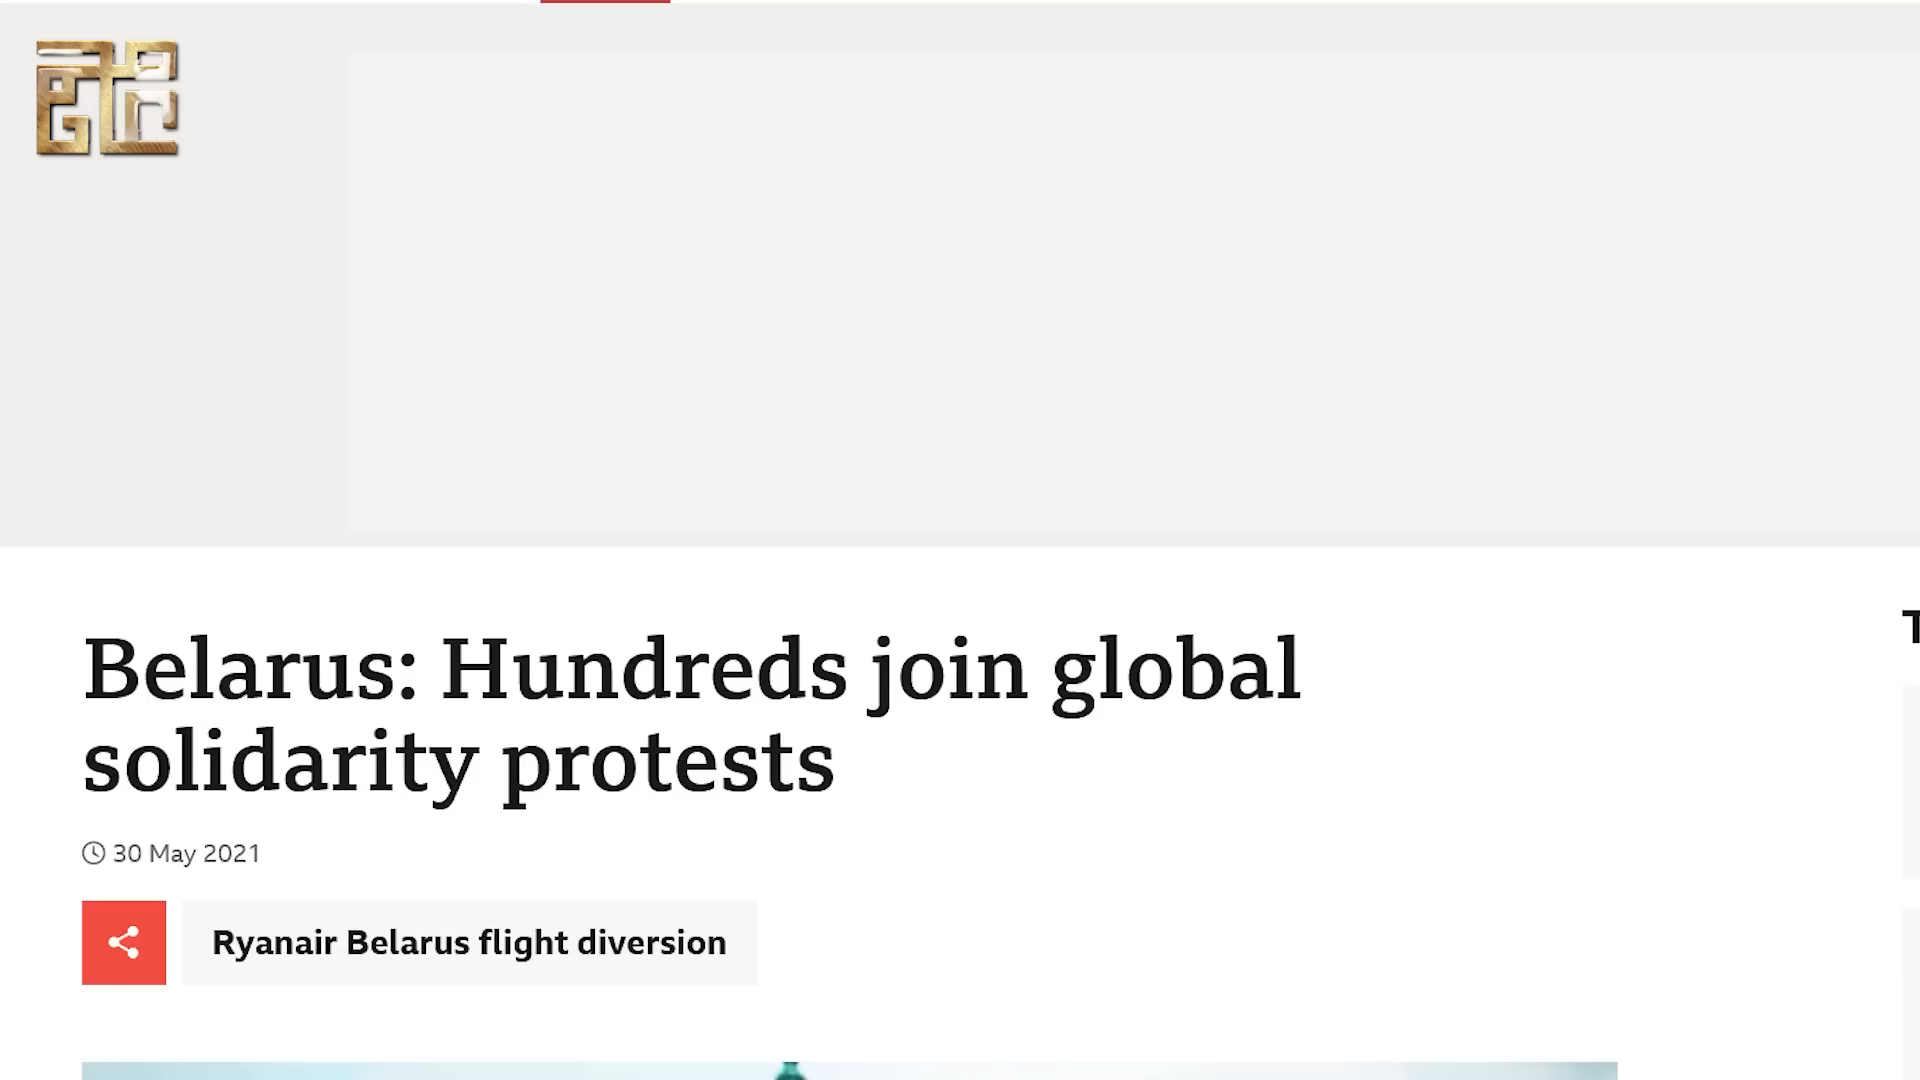 Belarus: Hundreds join global
solidarity protests
30 May 2021
Ryanair Belarus flight diversion